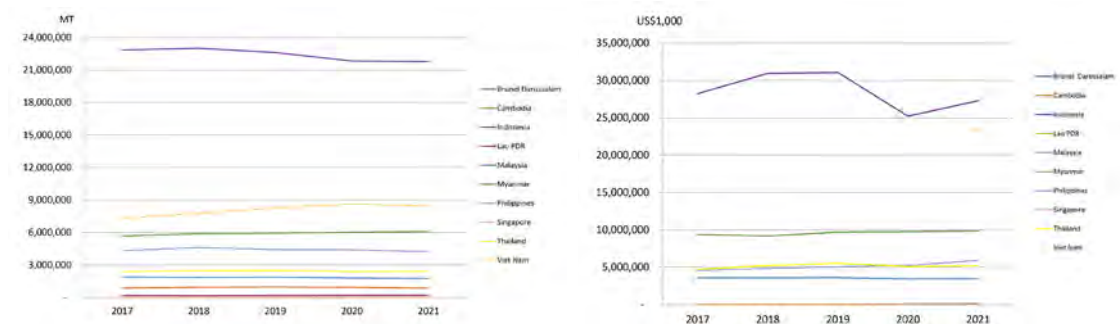 MT
24,000,000
21,000,000
18,000,000
15,000,000
12,000,000
9,000,000
6,000,000
3,000,000
-
2017 2018 2019 2020 2021
Brunei Darussalam
Cambodia
Indonesia
Lao PDR
Malaysia
Myanmar
Philippines
Singapore
Thailand
Viet Nam
US$1,000
35,000,000
30,000,000
25,000,000
20,000,000
15,000,000
10,000,000
5,000,000
-
2017 2018 2019 2020 2021
Brunei Darussalam
Cambodia
Indonesia
Lao PDR
Malaysia
Myanmar
Philippines
Singapore
Thailand
Viet Nam